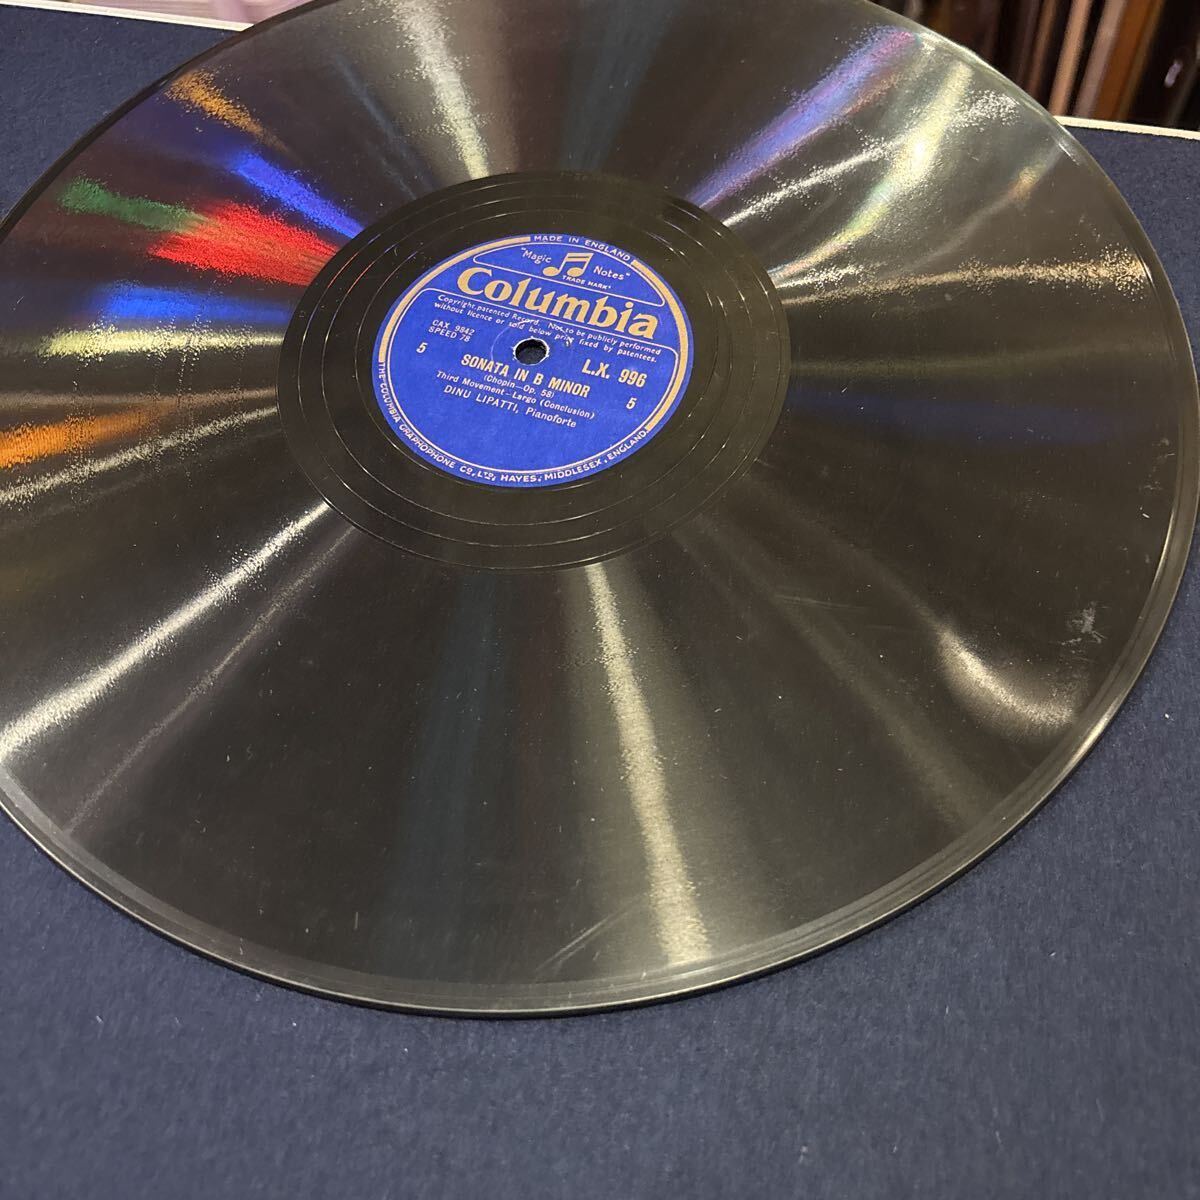 MADE IN ENGLAND
"Magic Notes"
TRADE MARK
Columbia
Copyright patented Record. Not to be publicly performed
without licence or sold below price fixed by patentees.
CAX 9842
SPEED 78
L.X. 996
5
5
SONATA IN B MINOR
(Chopin—Op. 58)
Third Movement—Largo (Conclusion)
DINU LIPATTI, Pianoforte
THE COLUMBIA GRAPHOPHONE CO. LTD., HAYES, MIDDLESEX, ENGLAND.